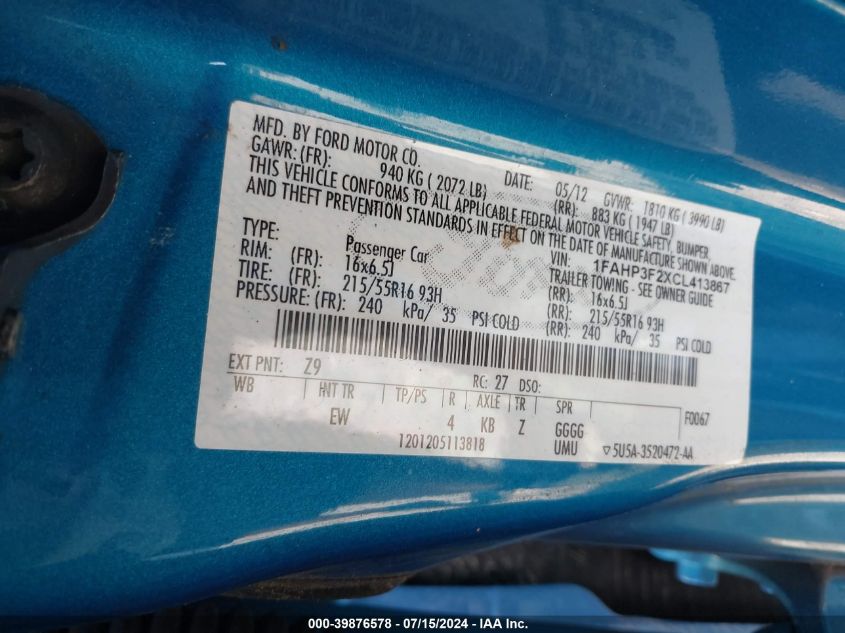 MFD. BY FORD MOTOR CO.
DATE: 05/12 GVWR: 1810 KG ( 3990 LB)
GAWR: (FR): 940 KG ( 2072 LB) (RR): 883 KG ( 1947 LB)
THIS VEHICLE CONFORMS TO ALL APPLICABLE FEDERAL MOTOR VEHICLE SAFETY, BUMPER,
AND THEFT PREVENTION STANDARDS IN EFFECT ON THE DATE OF MANUFACTURE SHOWN ABOVE.
VIN: 1FAHP3F2XCL413867
TYPE: Passenger Car TRAILER TOWING - SEE OWNER GUIDE
RIM: (FR): 16x6.5J (RR): 16x6.5J
TIRE: (FR): 215/55R16 93H (RR): 215/55R16 93H
PRESSURE: (FR): 240 kPa/ 35 PSI COLD (RR): 240 kPa/ 35 PSI COLD
EXT PNT: Z9 RC: 27 DSO: F0067
WB INT TR TP/PS R AXLE TR SPR
EW 4 KB Z GGGG
1201205113818 UMU ▽5U5A-3520472-AA
000-39876578 / 07/15/2024 / © IAA, Inc.